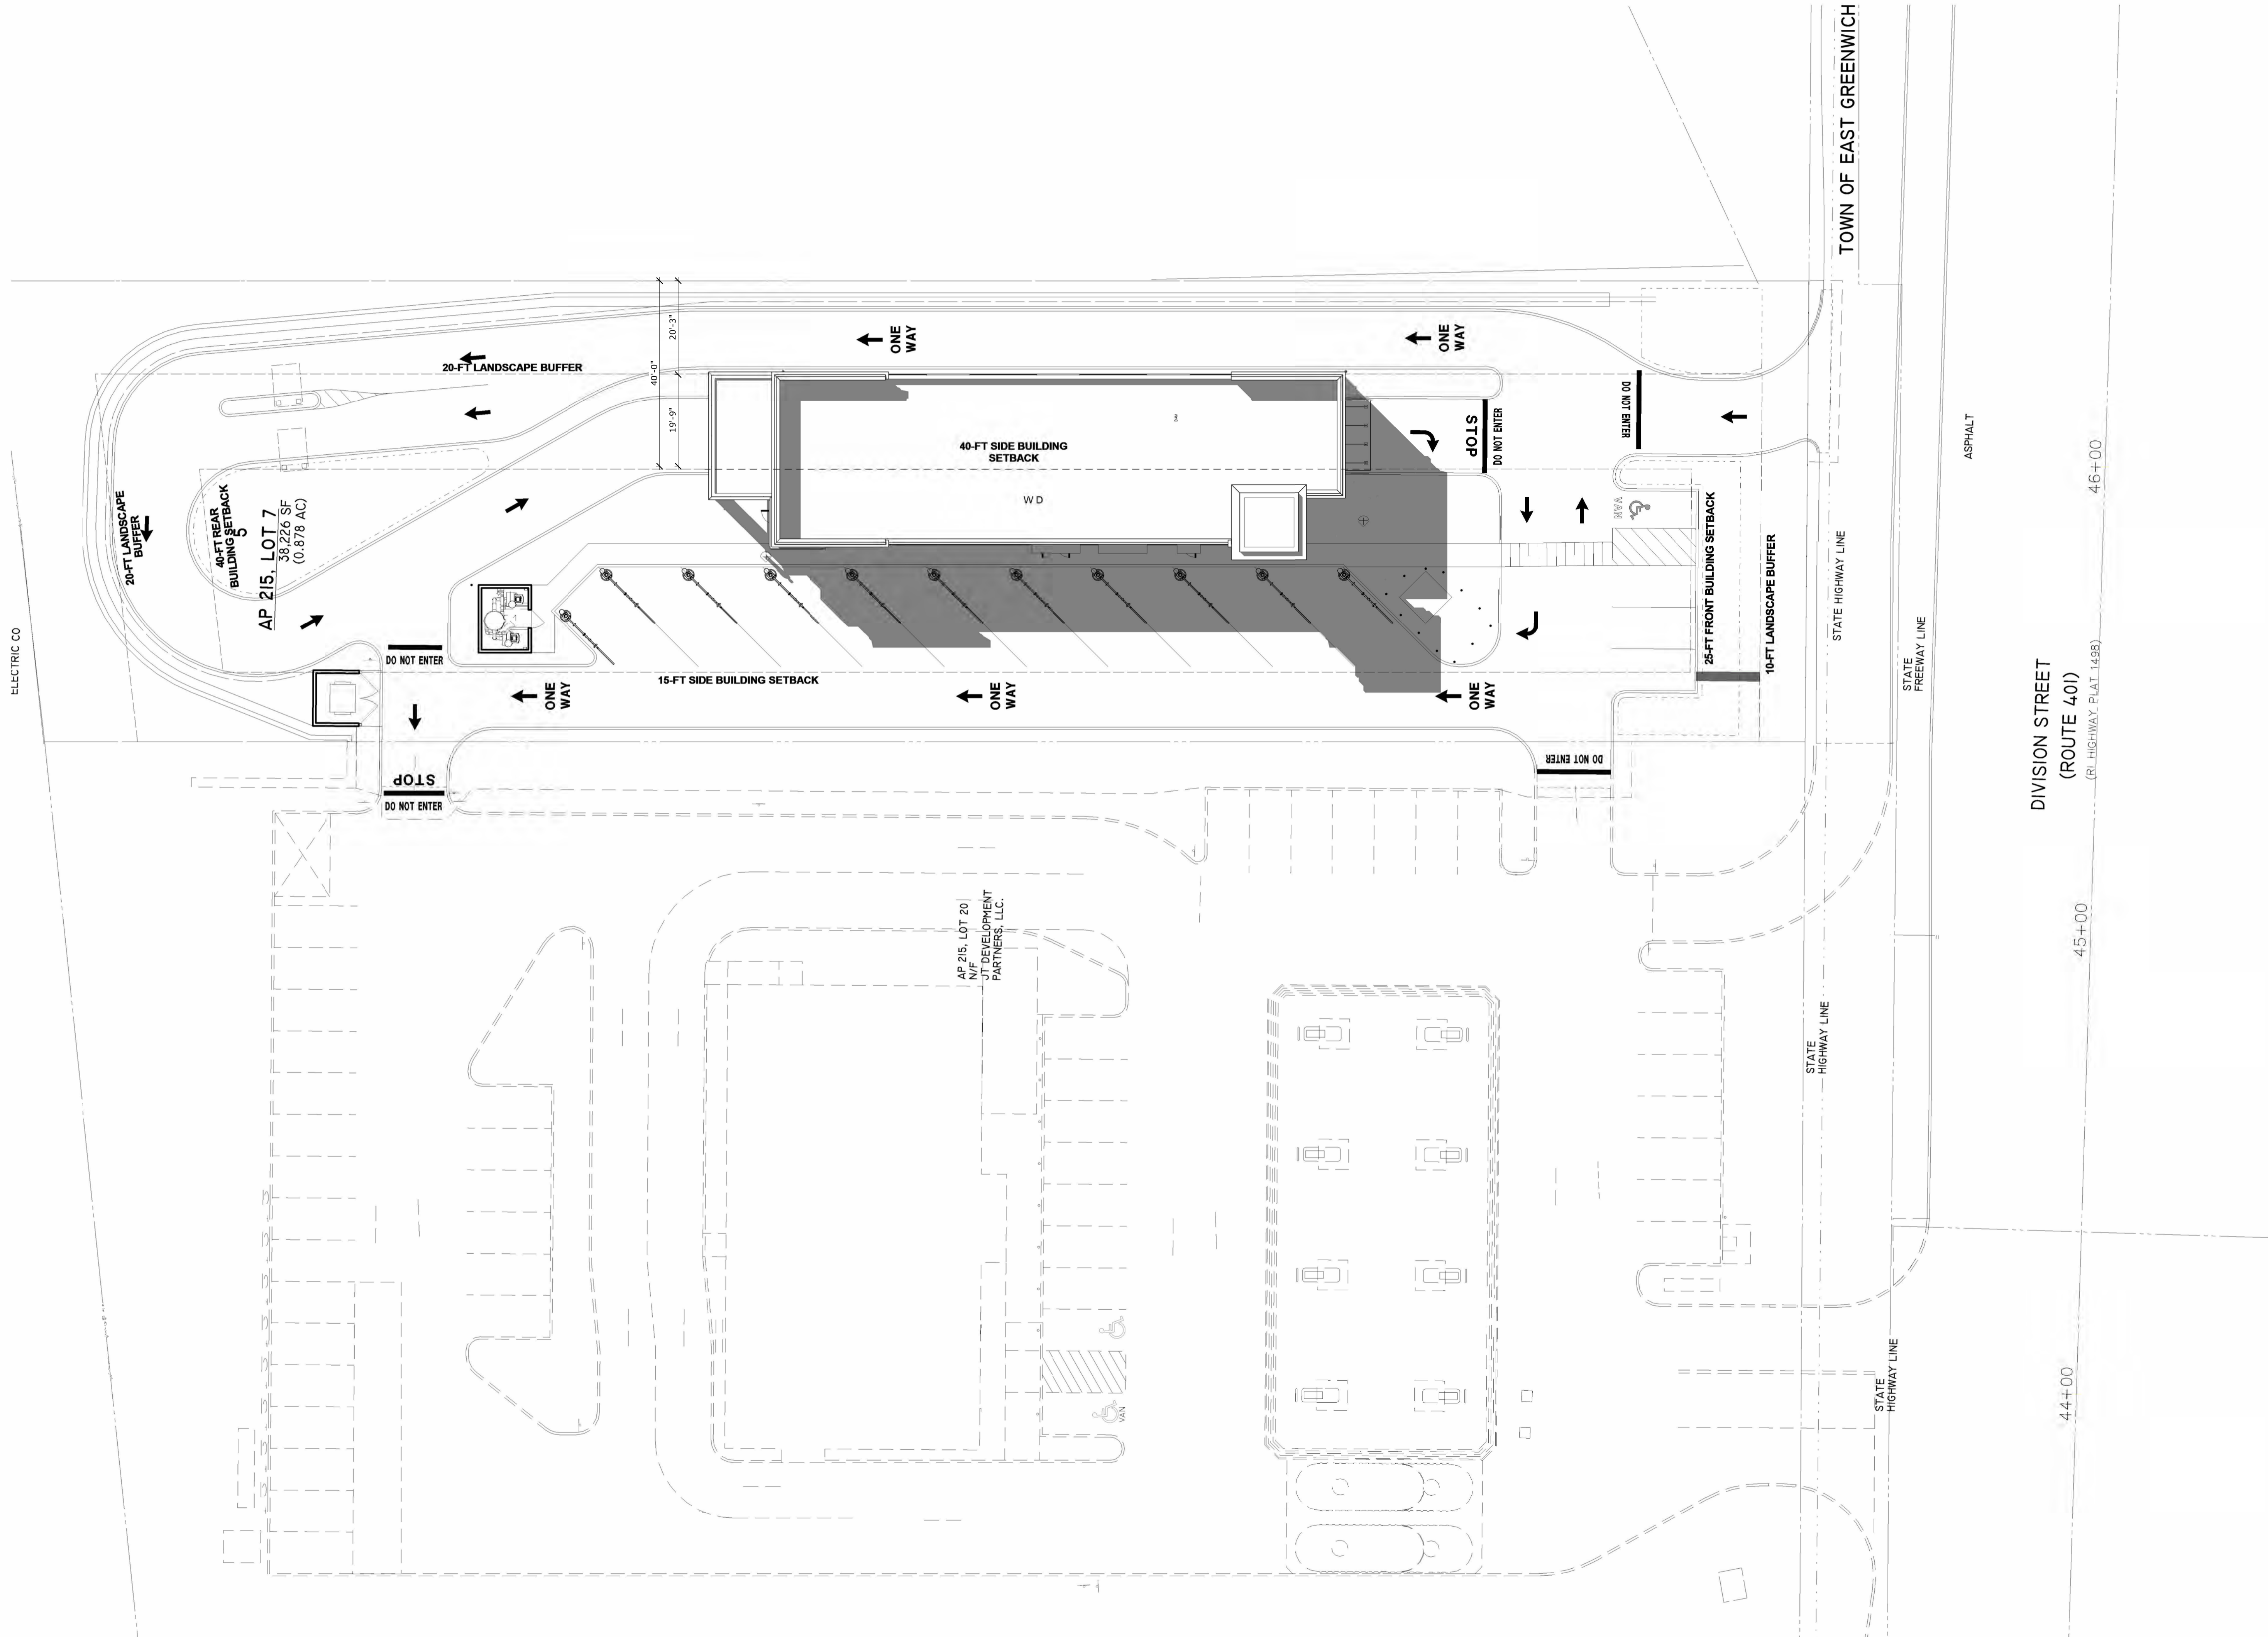 TOWN OF EAST GREENWICH
20'-3"
40'-0"
19'-9"
ONE
WAY
ONE
WAY
20-FT LANDSCAPE BUFFER
DO NOT ENTER
STOP
DO NOT ENTER
40-FT SIDE BUILDING
SETBACK
WD
ASPHALT
46+00
VAN
20-FT LANDSCAPE
BUFFER
40-FT REAR
BUILDING SETBACK
5
AP 215, LOT 7
38,226 SF
(0.878 AC)
25-FT FRONT BUILDING SETBACK
10-FT LANDSCAPE BUFFER
STATE HIGHWAY LINE
STATE
FREEWAY LINE
ELECTRIC CO
DO NOT ENTER
15-FT SIDE BUILDING SETBACK
ONE
WAY
ONE
WAY
ONE
WAY
DIVISION STREET
(ROUTE 401)
(RI HIGHWAY PLAT 1498)
STOP
DO NOT ENTER
DO NOT ENTER
AP 215, LOT 20
N/F
JT DEVELOPMENT
PARTNERS, LLC.
45+00
STATE
HIGHWAY LINE
STATE
HIGHWAY LINE
44+00
VAN